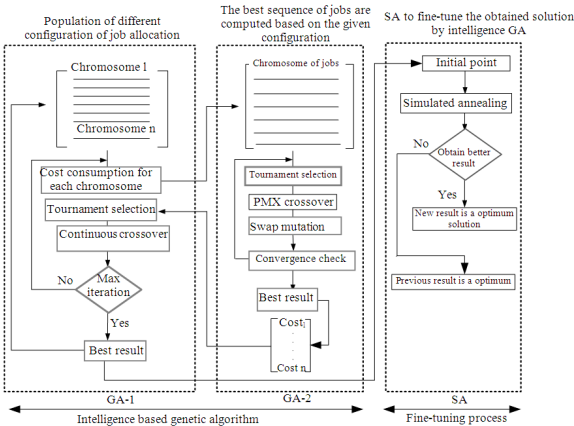 Population of different
configuration of job allocation
Chromosome 1
Chromosome n
Cost consumption for
each chromosome
Tournament selection
Continuous crossover
No
Max
iteration
Yes
Best result
GA-1
The best sequence of jobs are
computed based on the given
configuration
Chromosome of jobs
Tournament selection
PMX crossover
Swap mutation
Convergence check
Best result
Cost1
Cost n
GA-2
Intelligence based genetic algorithm
SA to fine-tune the obtained solution
by intelligence GA
Initial point
Simulated annealing
No
Obtain better
result
Yes
New result is a optimum
solution
Previous result is a optimum
SA
Fine-tuning process